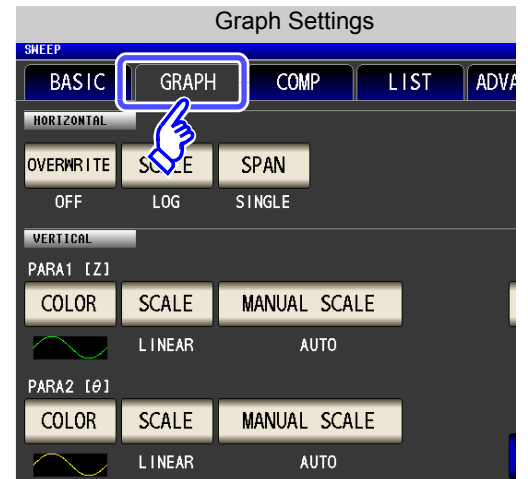 Graph Settings
SWEEP
BASIC GRAPH COMP LIST ADVA
HORIZONTAL
OVERWRITE SCALE SPAN
OFF LOG SINGLE
VERTICAL
PARA1 [Z]
COLOR SCALE MANUAL SCALE
LINEAR AUTO
PARA2 [θ]
COLOR SCALE MANUAL SCALE
LINEAR AUTO